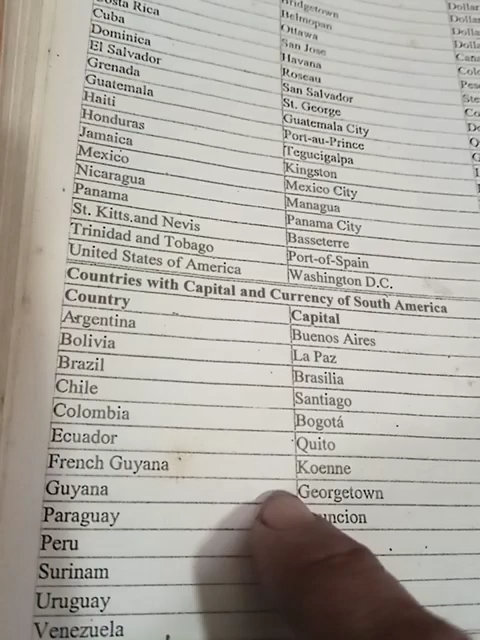 Bridgetown
Belmopan
Ottawa
Costa Rica San Jose
Cuba Havana
Dominica Roseau
El Salvador San Salvador
Grenada St. George
Guatemala Guatemala City
Haiti Port-au-Prince
Honduras Tegucigalpa
Jamaica Kingston
Mexico Mexico City
Nicaragua Managua
Panama Panama City
St. Kitts and Nevis Basseterre
Trinidad and Tobago Port-of-Spain
United States of America Washington D.C.
Countries with Capital and Currency of South America
Country Capital
Argentina Buenos Aires
Bolivia La Paz
Brazil Brasilia
Chile Santiago
Colombia Bogotá
Ecuador Quito
French Guyana Koenne
Guyana Georgetown
Paraguay uncion
Peru
Surinam
Uruguay
Venezuela